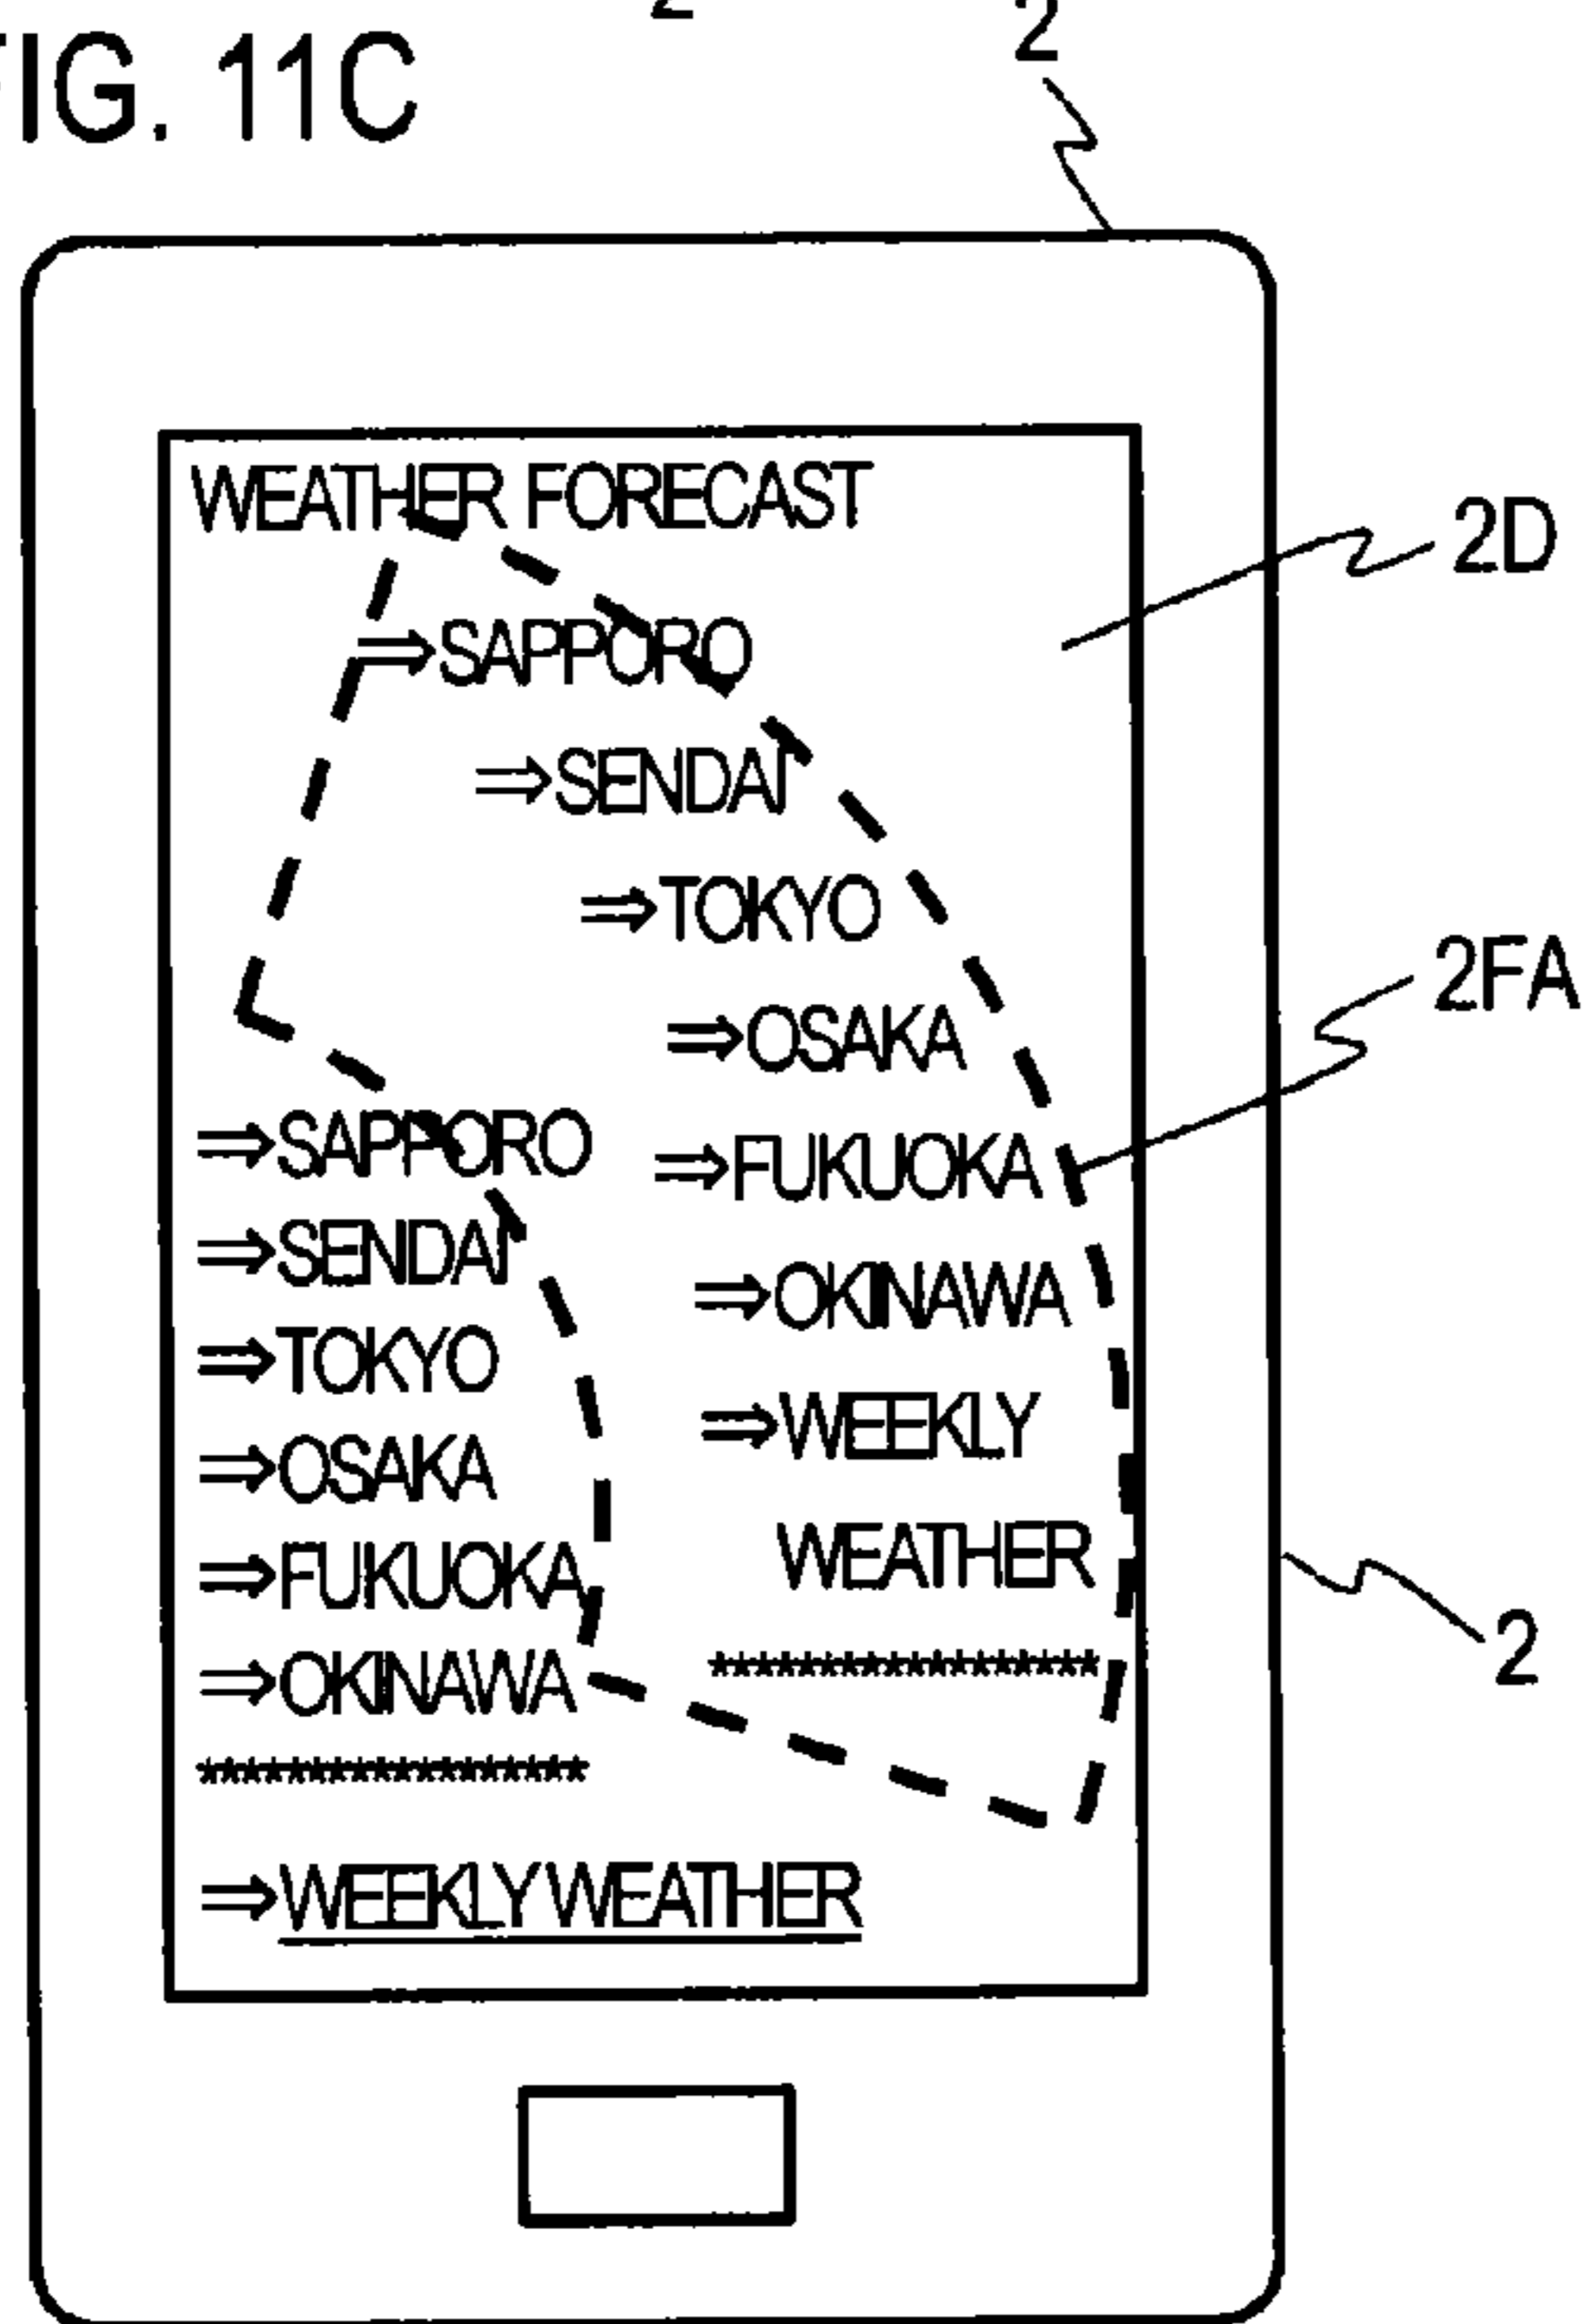 2
2
FIG. 11C
WEATHER FORECAST
2D
⇒SAPPORO
⇒SENDAI
⇒TOKYO
2FA
⇒OSAKA
⇒SAPPORO
⇒FUKUOKA
⇒SENDAI
⇒OKINAWA
⇒TOKYO
⇒WEEKLY
⇒OSAKA
WEATHER
⇒FUKUOKA
2
⇒OKINAWA
******************
******************
⇒WEEKLY WEATHER